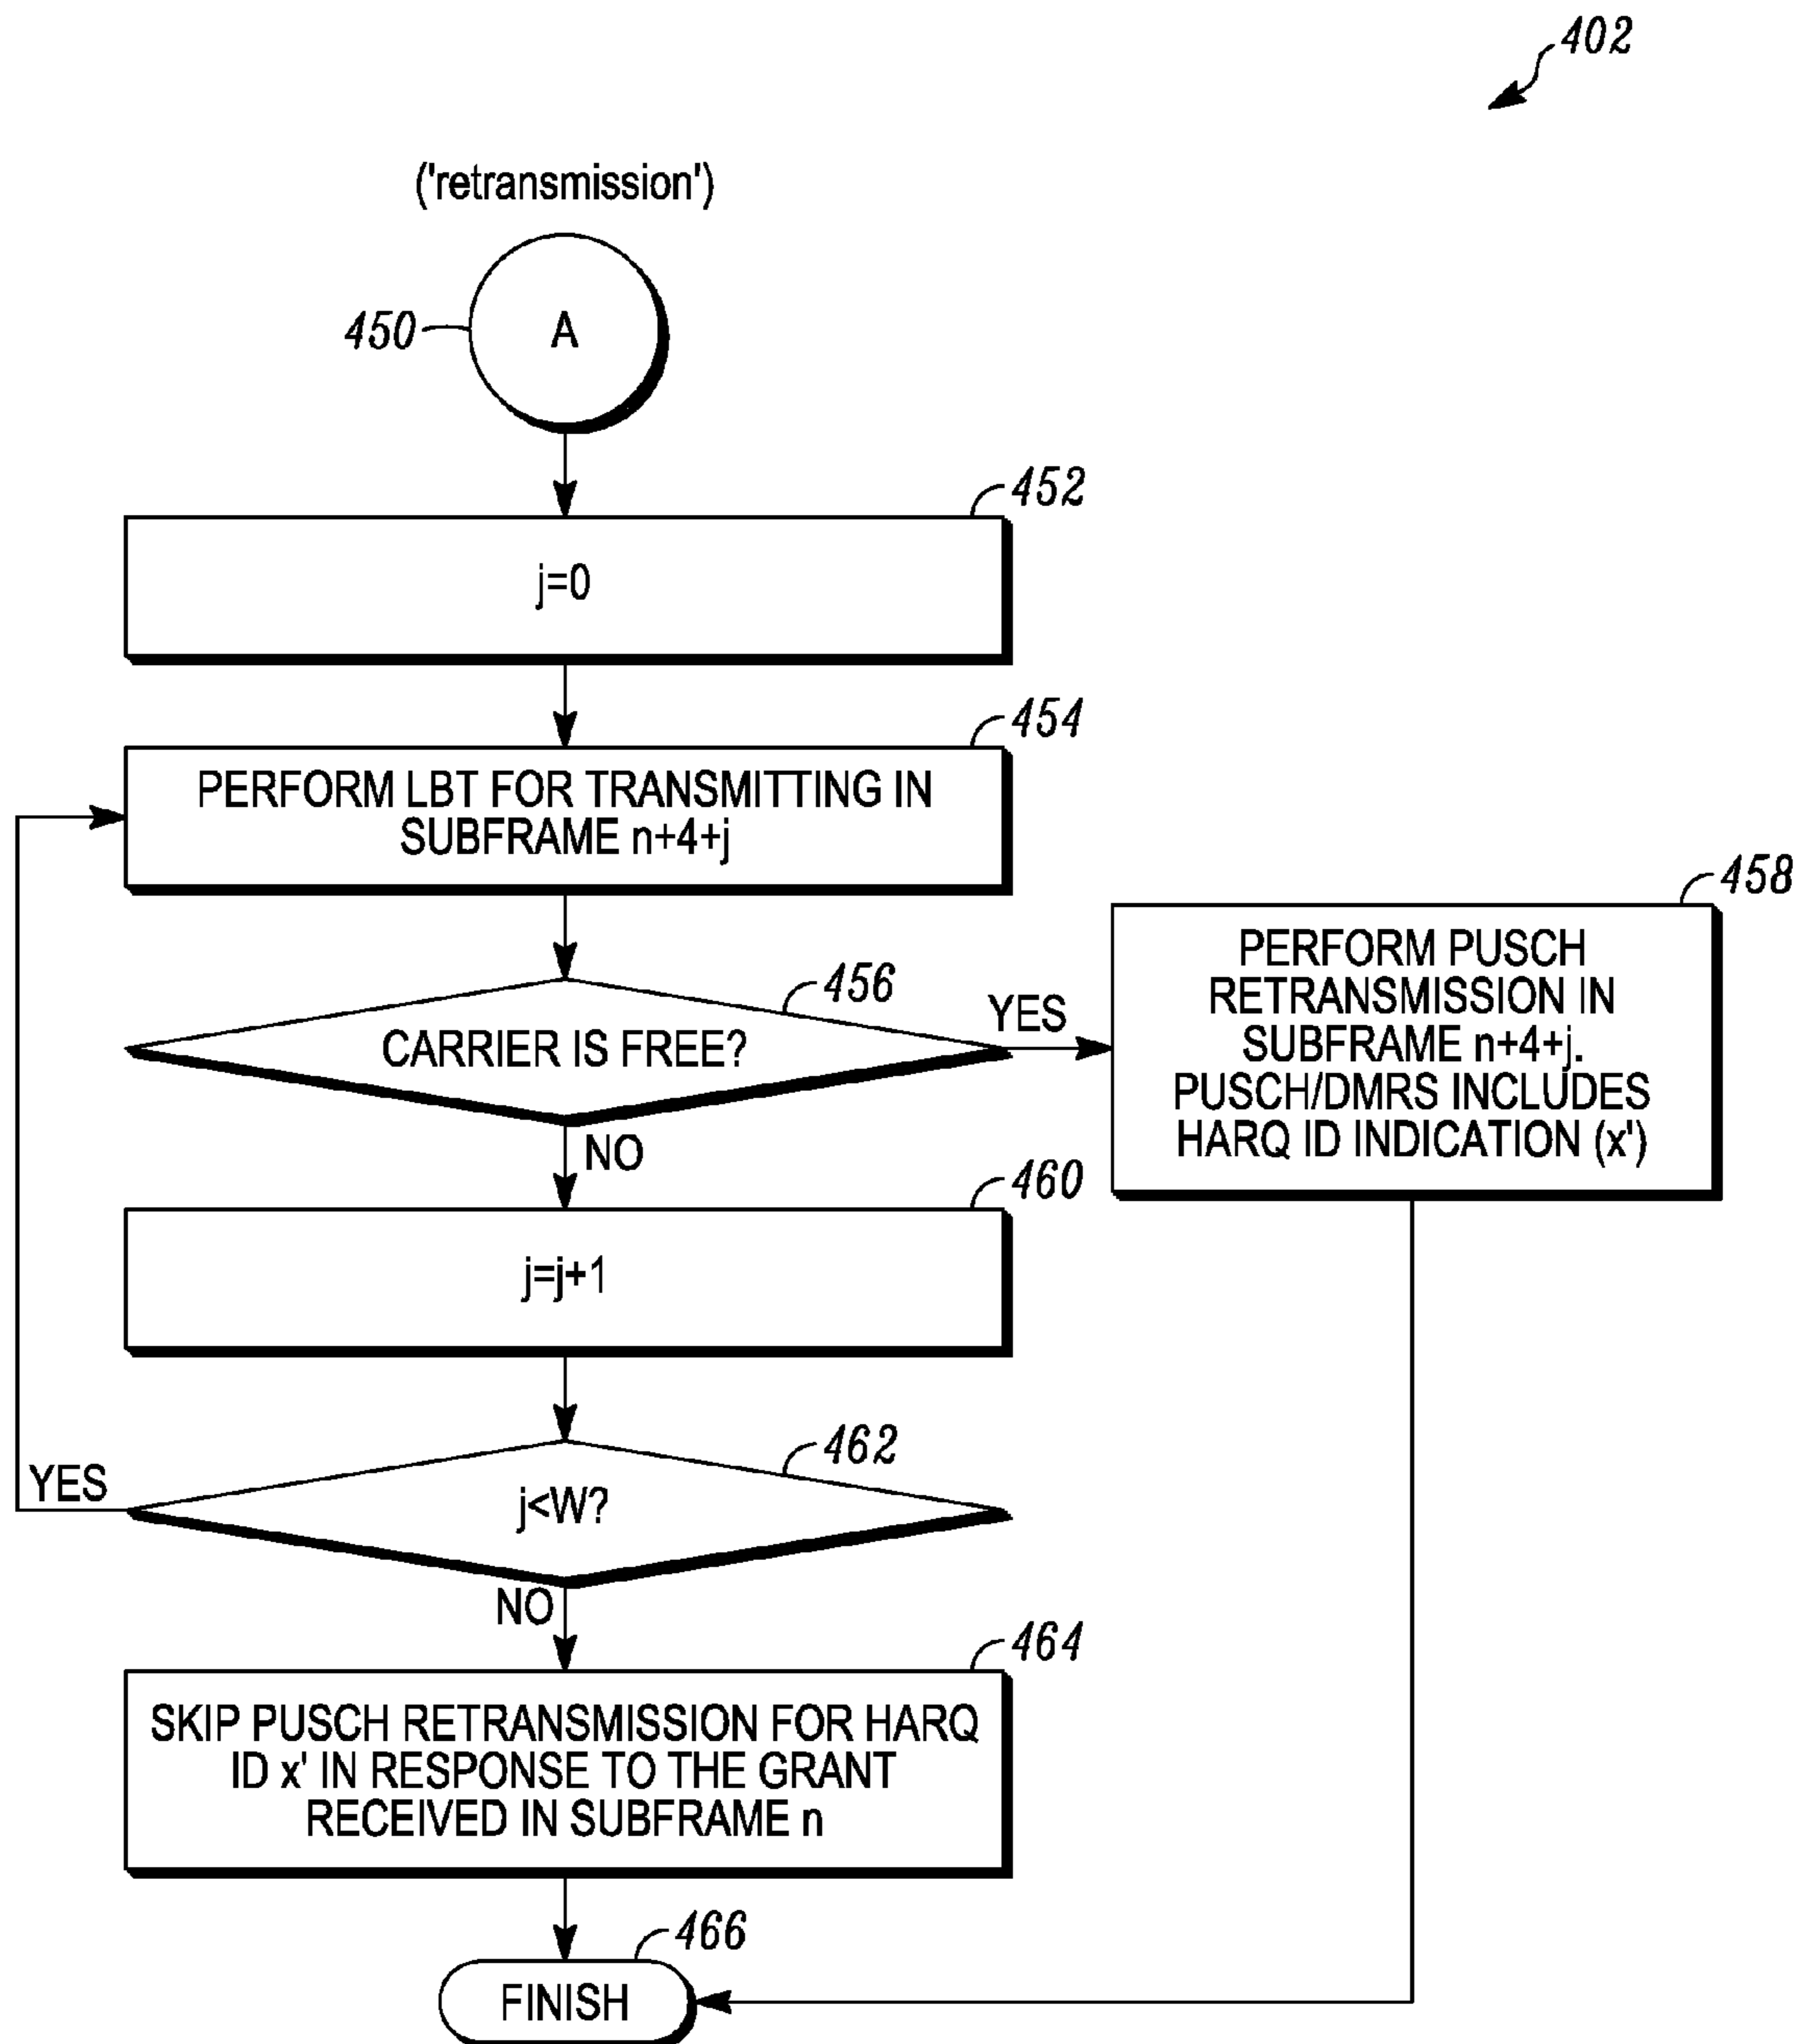 402
('retransmission')
450
A
452
j=0
454
PERFORM LBT FOR TRANSMITTING IN
SUBFRAME n+4+j
456
CARRIER IS FREE?
YES
458
PERFORM PUSCH
RETRANSMISSION IN
SUBFRAME n+4+j.
PUSCH/DMRS INCLUDES
HARQ ID INDICATION (x')
NO
460
j=j+1
462
j<W?
YES
NO
464
SKIP PUSCH RETRANSMISSION FOR HARQ
ID x' IN RESPONSE TO THE GRANT
RECEIVED IN SUBFRAME n
466
FINISH